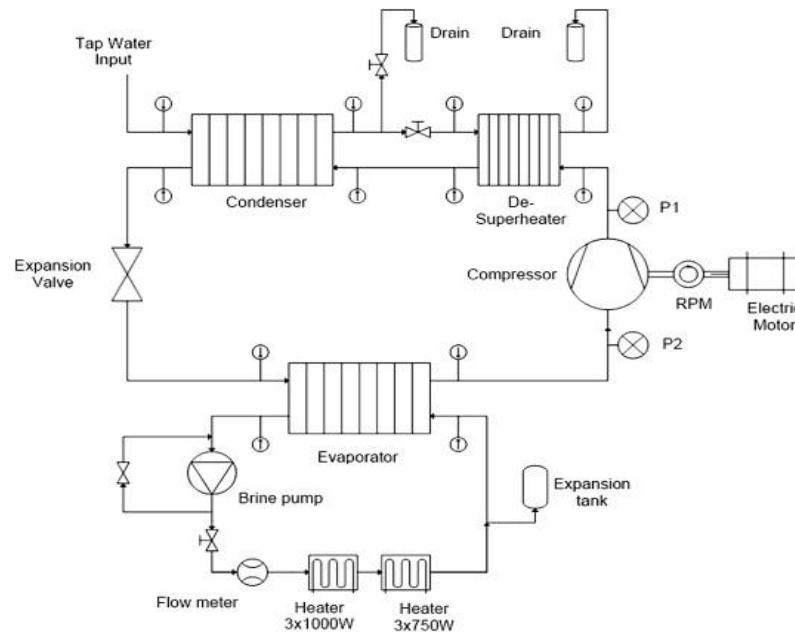 Tap Water
Input
Drain
Drain
Condenser
De-
Superheater
P1
Expansion
Valve
Compressor
RPM
Electric
Motor
P2
Evaporator
Brine pump
Expansion
tank
Flow meter
Heater
3x1000W
Heater
3x750W